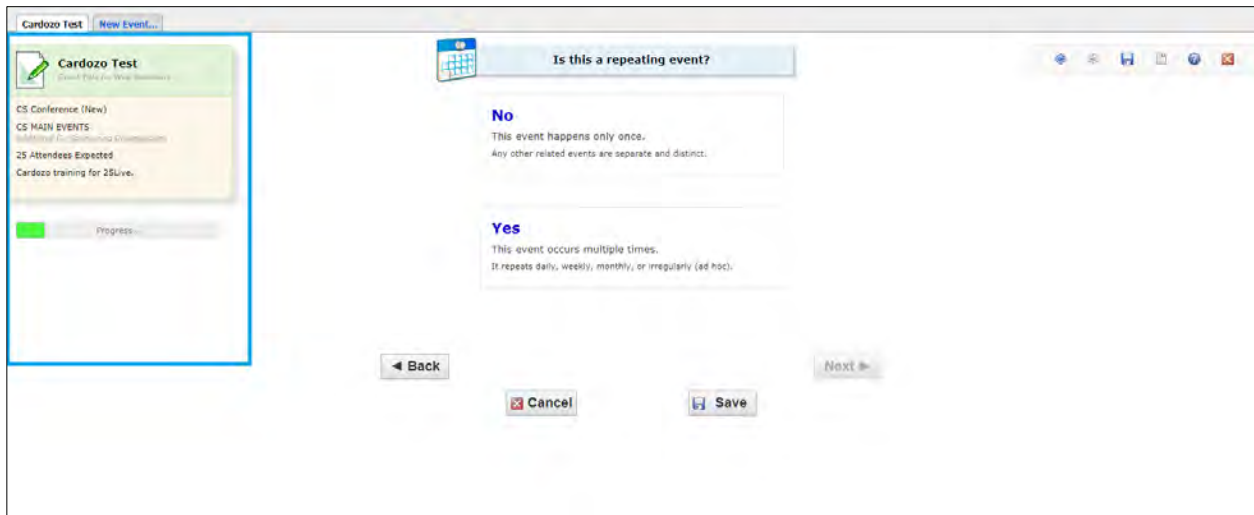 Cardozo Test
New Event...
Cardozo Test
CS Conference (New)
CS MAIN EVENTS
25 Attendees Expected
Cardozo training for 25Live.
Progress...
Is this a repeating event?
No
This event happens only once.
Any other related events are separate and distinct.
Yes
This event occurs multiple times.
It repeats daily, weekly, monthly, or irregularly (ad hoc).
Back
Next
Cancel
Save